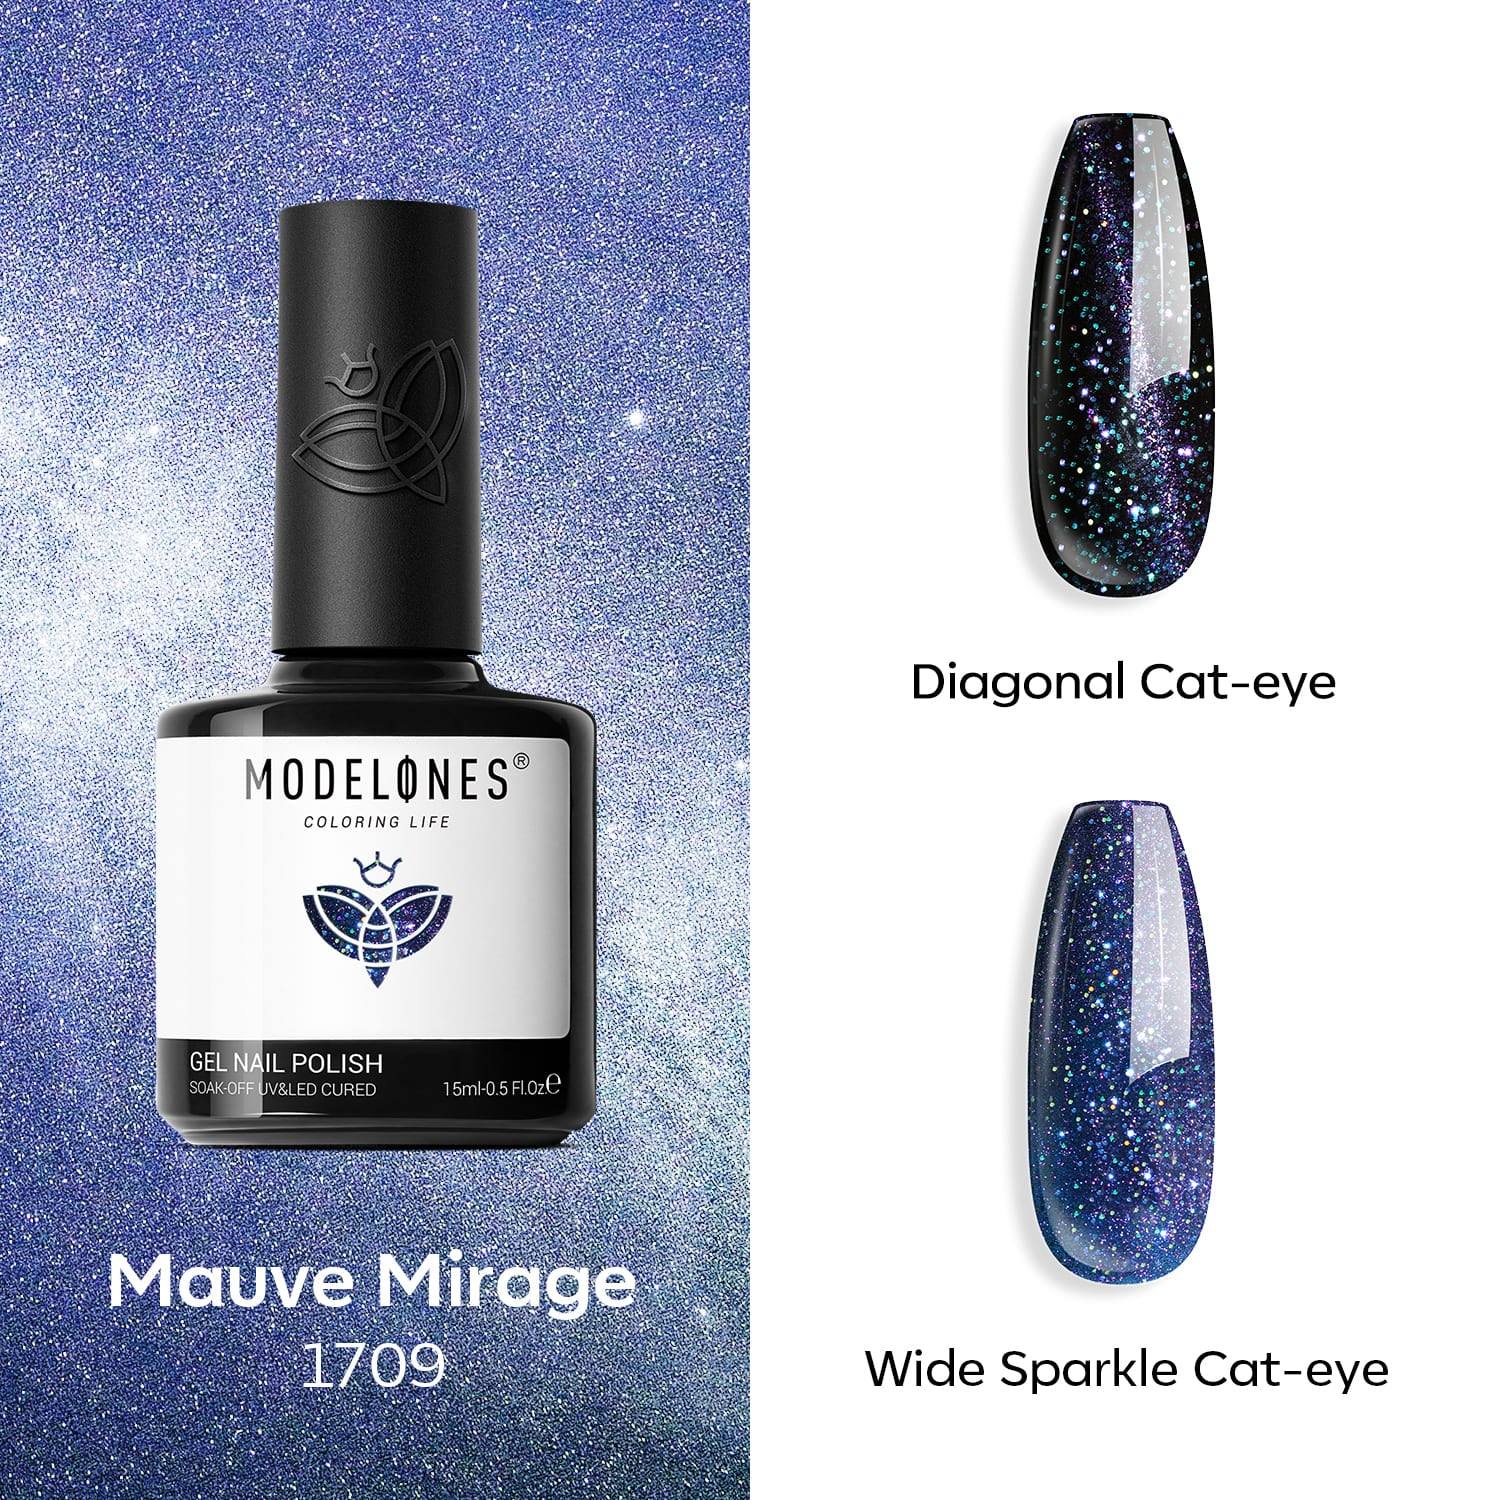 MODELONES®
COLORING LIFE
GEL NAIL POLISH
SOAK-OFF UV&LED CURED
15ml-0.5 Fl.oz.℮
Mauve Mirage
1709
Diagonal Cat-eye
Wide Sparkle Cat-eye